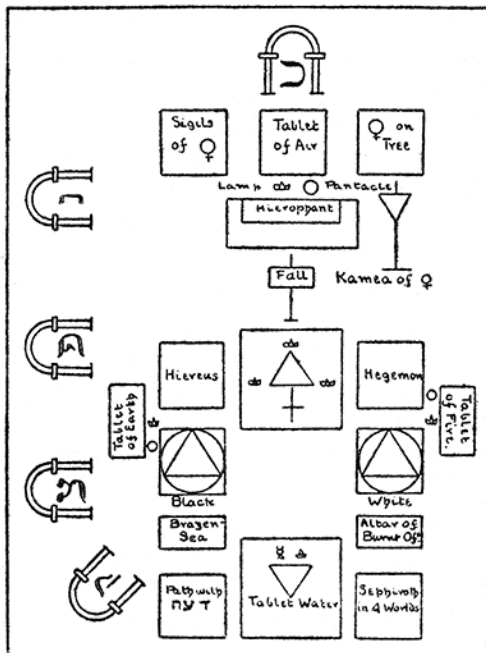 Sigils
of ♀
Tablet
of Air
♀ on
Tree
Lamp
Pantacle
Hierophant
Kamea of ♀
Fall
Hiereus
Hegemon
Tablet
of Earth
Tablet
of Fire.
Black
White
Brazen-
Sea
Altar of
Burnt Of⁠ᵍ
Path with
Tablet Water
Sephiroth
in 4 Worlds